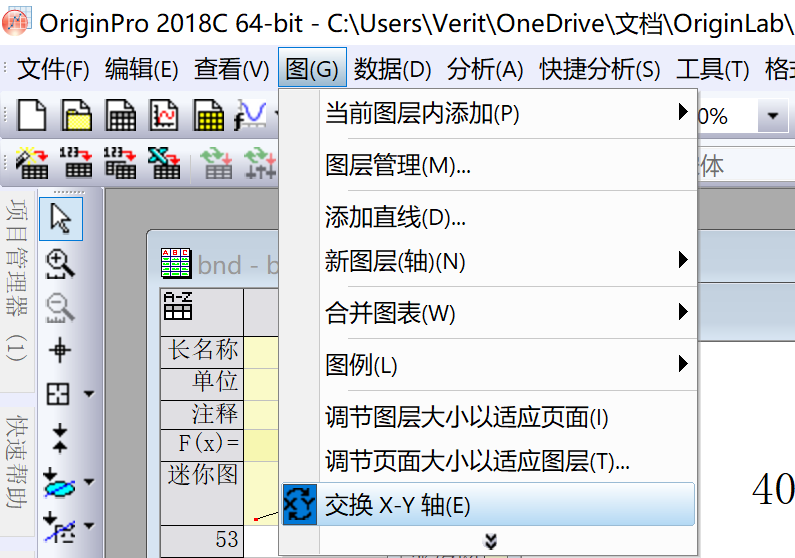 OriginPro 2018C 64-bit - C:\Users\Verit\OneDrive\文档\OriginLab\
文件(F) 编辑(E) 查看(V) 图(G) 数据(D) 分析(A) 快捷分析(S) 工具(T) 格式
当前图层内添加(P)
0%
图层管理(M)...
体
添加直线(D)...
新图层(轴)(N)
合并图表(W)
图例(L)
调节图层大小以适应页面(I)
调节页面大小以适应图层(T)...
交换 X-Y 轴(E)
项目管理器 (1)
快速帮助
bnd - b
A-Z
长名称
单位
注释
F(x)=
迷你图
53
40